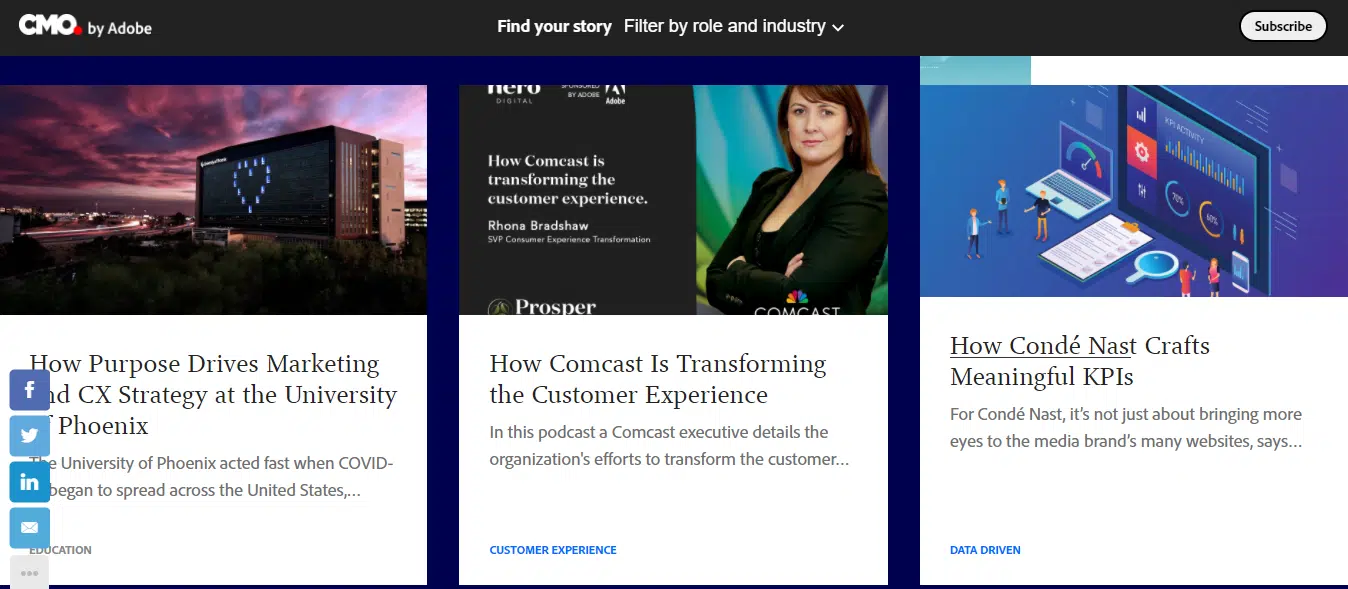 CMO. by Adobe
Find your story Filter by role and industry
Subscribe
hero
DIGITAL
SPONSORED
BY ADOBE
Adobe
How Comcast is
transforming the
customer experience.
Rhona Bradshaw
SVP Consumer Experience Transformation
Prosper
COMCAST
KPI ACTIVITY
70%
60%
How Purpose Drives Marketing
nd CX Strategy at the University
f Phoenix
The University of Phoenix acted fast when COVID-
began to spread across the United States,...
EDUCATION
How Comcast Is Transforming
the Customer Experience
In this podcast a Comcast executive details the
organization's efforts to transform the customer...
CUSTOMER EXPERIENCE
How Condé Nast Crafts
Meaningful KPIs
For Condé Nast, it’s not just about bringing more
eyes to the media brand’s many websites, says...
DATA DRIVEN
f
in